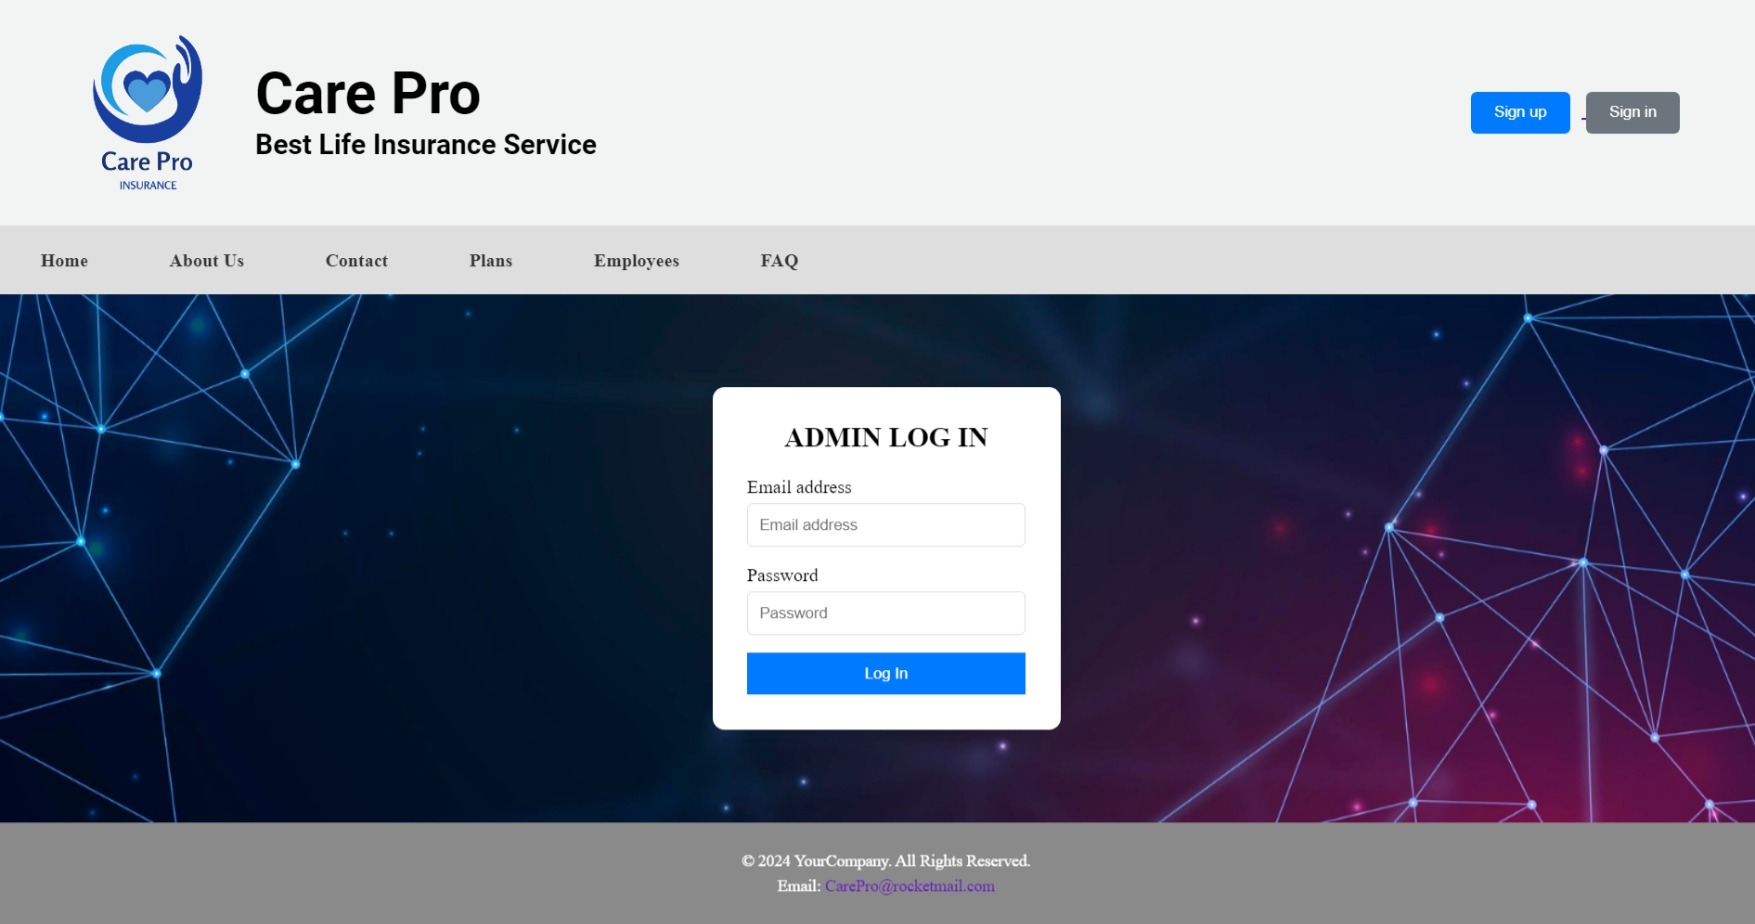 Care Pro
INSURANCE
Care Pro
Best Life Insurance Service
Sign up
Sign in
Home
About Us
Contact
Plans
Employees
FAQ
ADMIN LOG IN
Email address
Email address
Password
Password
Log In
© 2024 YourCompany. All Rights Reserved.
Email: CarePro@rocketmail.com